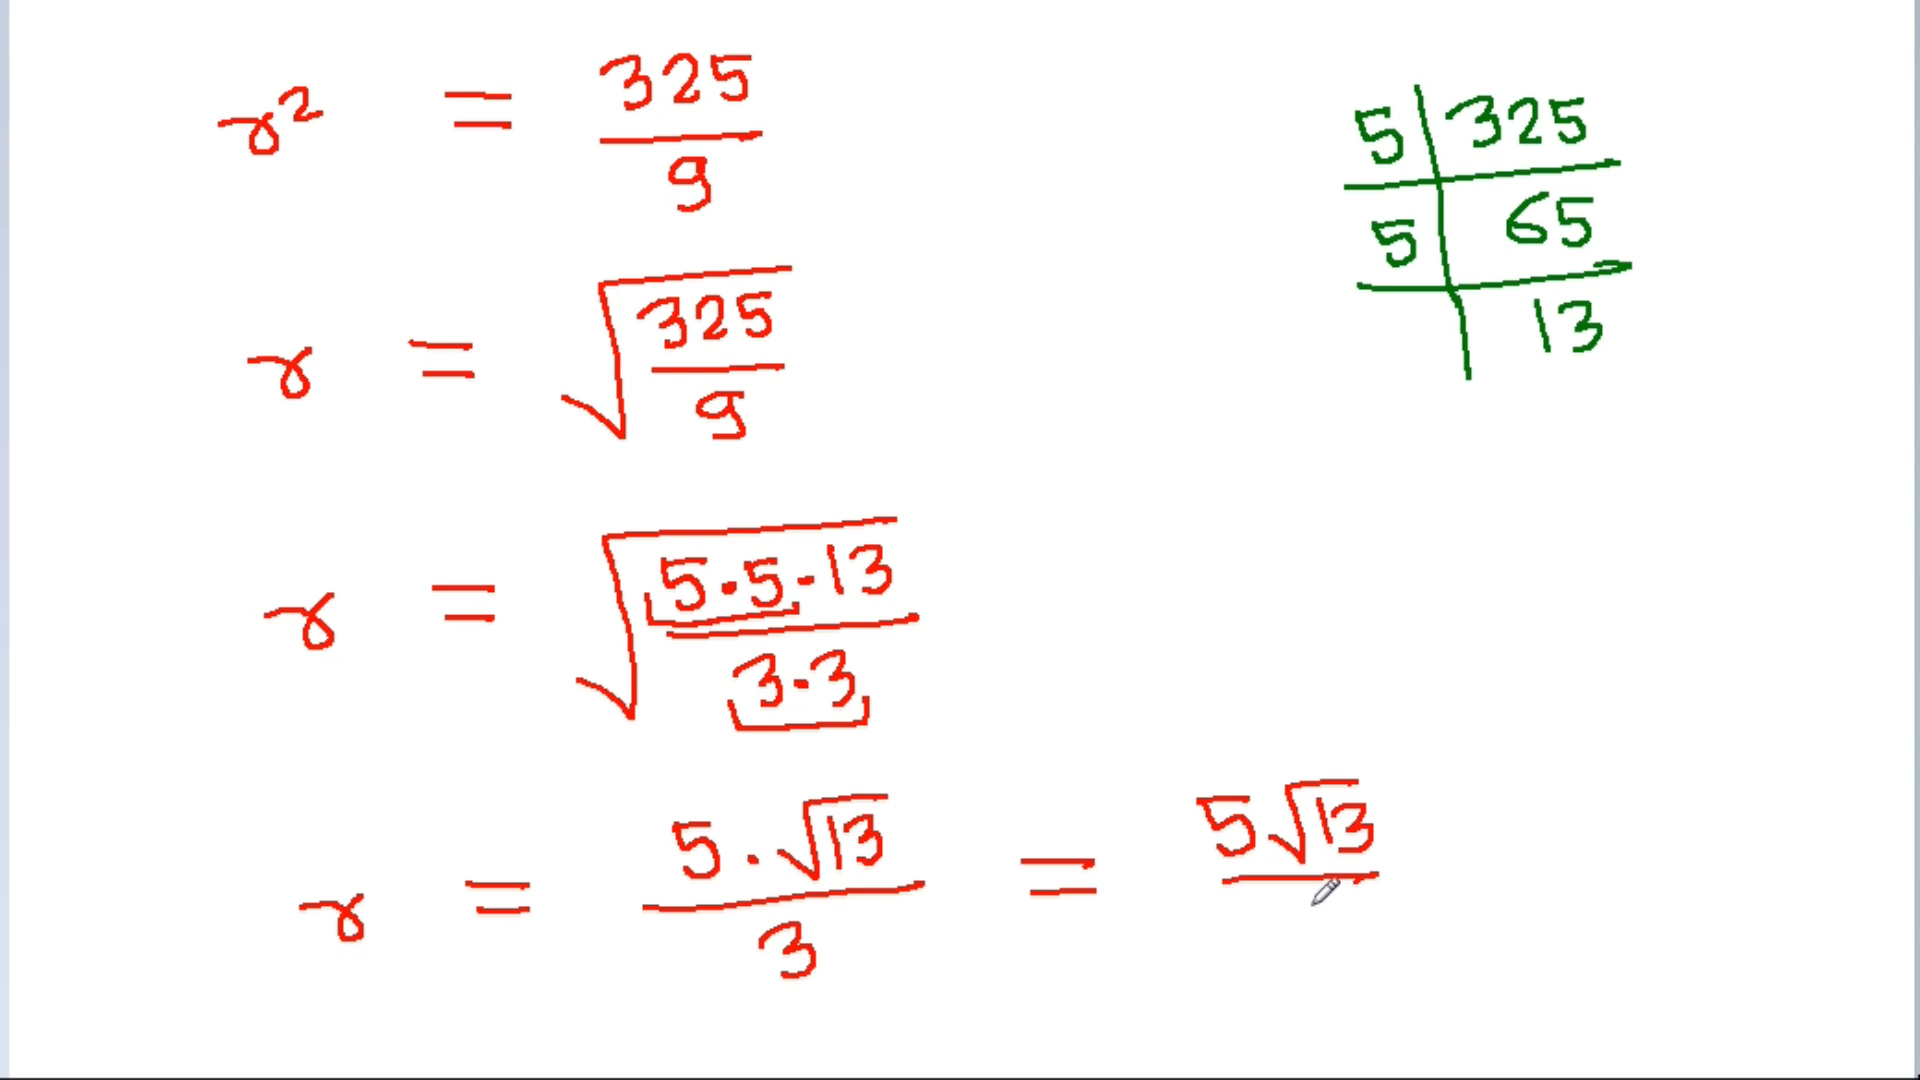 r² = 325/9
r = √(325/9)
r = √(5·5·13/3·3)
r = 5·√13/3 = 5√13/
5 | 325
5 | 65
| 13